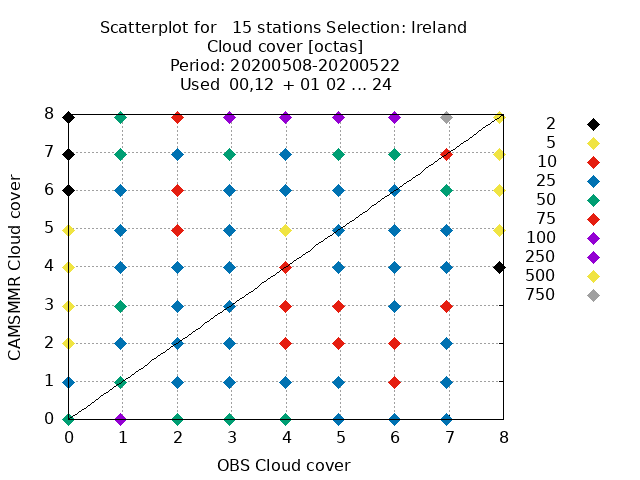 Scatterplot for   15 stations Selection: Ireland
Cloud cover [octas]
Period: 20200508-20200522
Used  00,12  + 01 02 ... 24
8
7
6
5
4
3
2
1
0
CAMSMMR Cloud cover
0 1 2 3 4 5 6 7 8
OBS Cloud cover
2
5
10
25
50
75
100
250
500
750